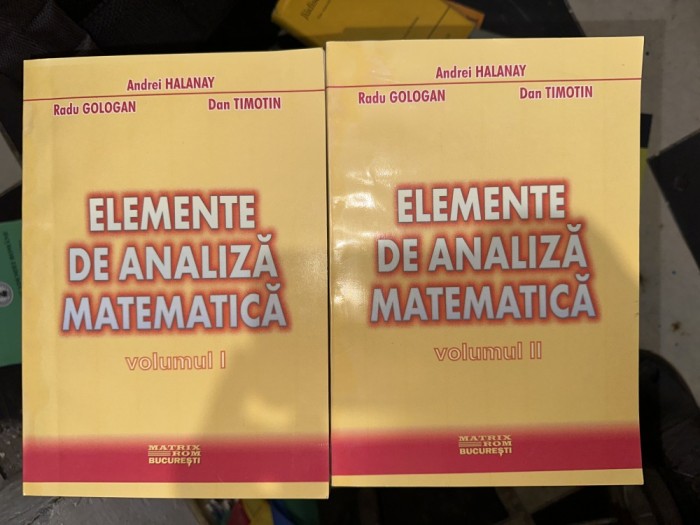 Andrei HALANAY
Radu GOLOGAN Dan TIMOTIN
ELEMENTE
DE ANALIZĂ
MATEMATICĂ
volumul I
MATRIX
ROM
BUCUREŞTI
Andrei HALANAY
Radu GOLOGAN Dan TIMOTIN
ELEMENTE
DE ANALIZĂ
MATEMATICĂ
volumul II
MATRIX
ROM
BUCUREŞTI